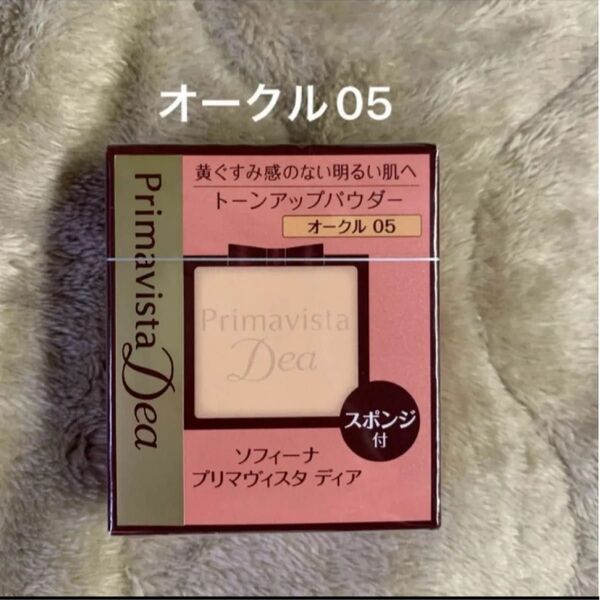 オークル05
黄ぐすみ感のない明るい肌へ
トーンアップパウダー
オークル 05
Primavista Dea
Primavista
Dea
スポンジ
付
ソフィーナ
プリマヴィスタ ディア